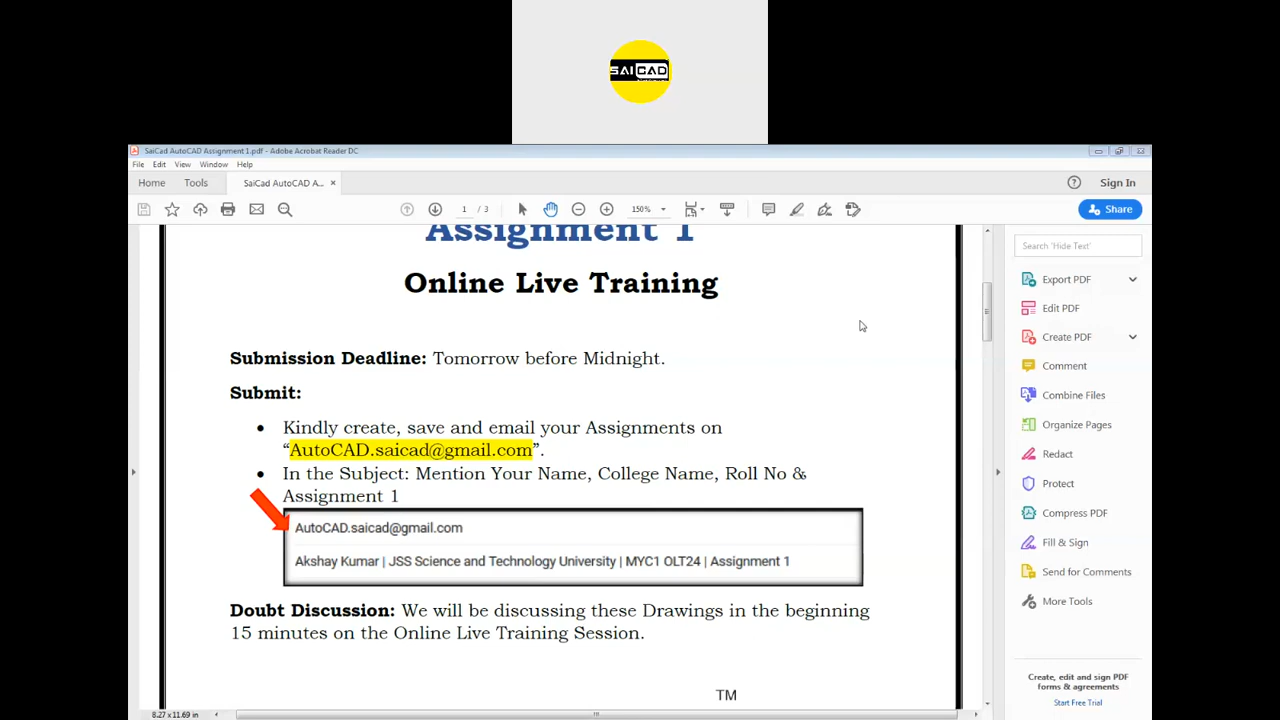 SAICAD
SaiCad AutoCAD Assignment 1.pdf - Adobe Acrobat Reader DC
File Edit View Window Help
Home Tools SaiCad AutoCAD A... × Sign In
1 / 3 150% Share
Assignment 1
Search 'Hide Text'
Online Live Training
Export PDF
Edit PDF
Create PDF
Submission Deadline: Tomorrow before Midnight.
Comment
Submit:
Combine Files
Kindly create, save and email your Assignments on
Organize Pages
“AutoCAD.saicad@gmail.com”.
Redact
In the Subject: Mention Your Name, College Name, Roll No &
Protect
Assignment 1
Compress PDF
AutoCAD.saicad@gmail.com
Fill & Sign
Akshay Kumar | JSS Science and Technology University | MYC1 OLT24 | Assignment 1
Send for Comments
More Tools
Doubt Discussion: We will be discussing these Drawings in the beginning
15 minutes on the Online Live Training Session.
Create, edit and sign PDF
forms & agreements
TM
Start Free Trial
8.27 x 11.69 in